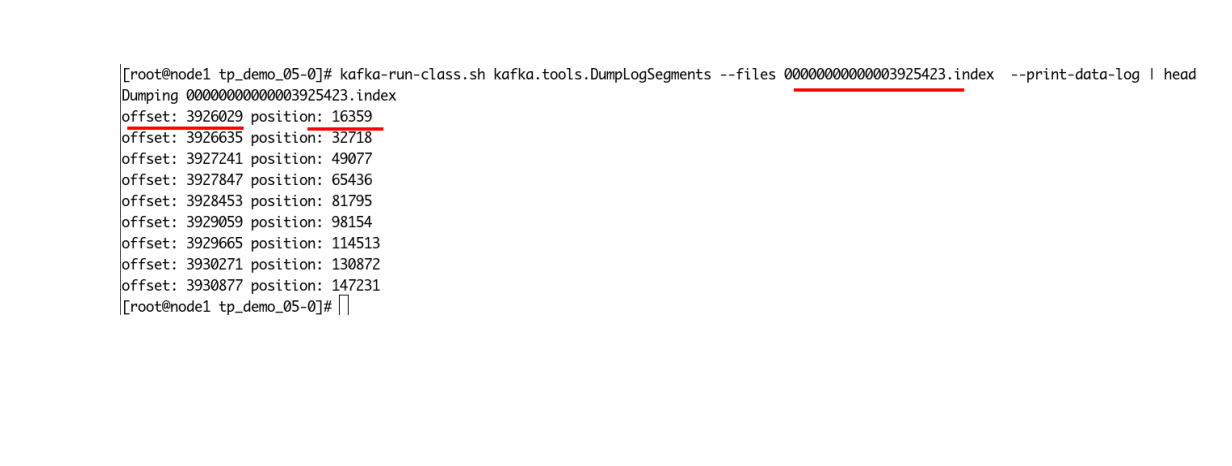 [root@node1 tp_demo_05-0]# kafka-run-class.sh kafka.tools.DumpLogSegments --files 00000000000003925423.index  --print-data-log | head
Dumping 00000000000003925423.index
offset: 3926029 position: 16359
offset: 3926635 position: 32718
offset: 3927241 position: 49077
offset: 3927847 position: 65436
offset: 3928453 position: 81795
offset: 3929059 position: 98154
offset: 3929665 position: 114513
offset: 3930271 position: 130872
offset: 3930877 position: 147231
[root@node1 tp_demo_05-0]#